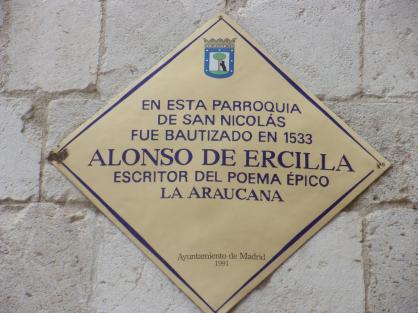 EN ESTA PARROQUIA
DE SAN NICOLÁS
FUE BAUTIZADO EN 1533
ALONSO DE ERCILLA
ESCRITOR DEL POEMA ÉPICO
LA ARAUCANA
Ayuntamiento de Madrid
1991